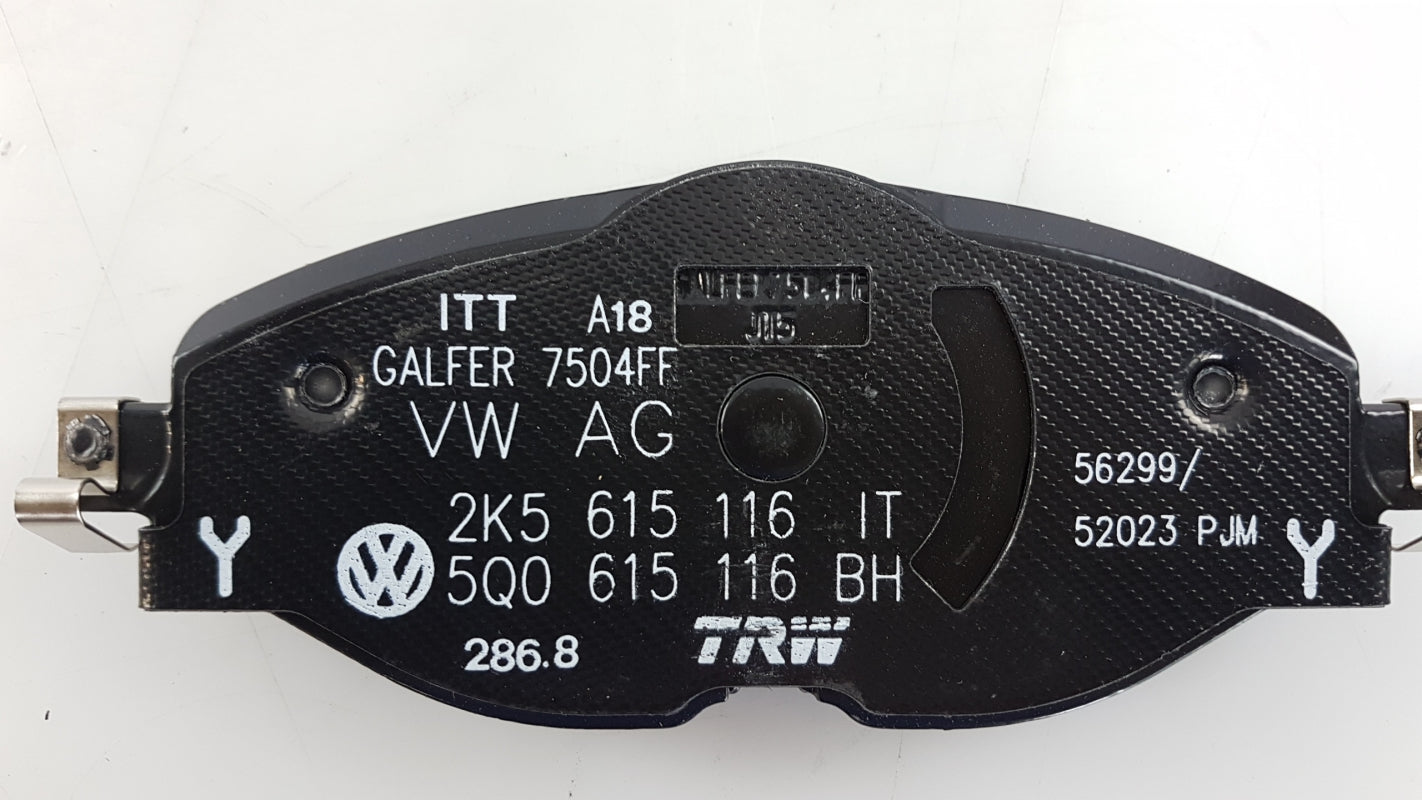 ITT A18
GALFER 7504FF
J115
VW AG
2K5 615 116 IT
5Q0 615 116 BH
286.8
TRW
56299/
52023 PJM
Y
Y